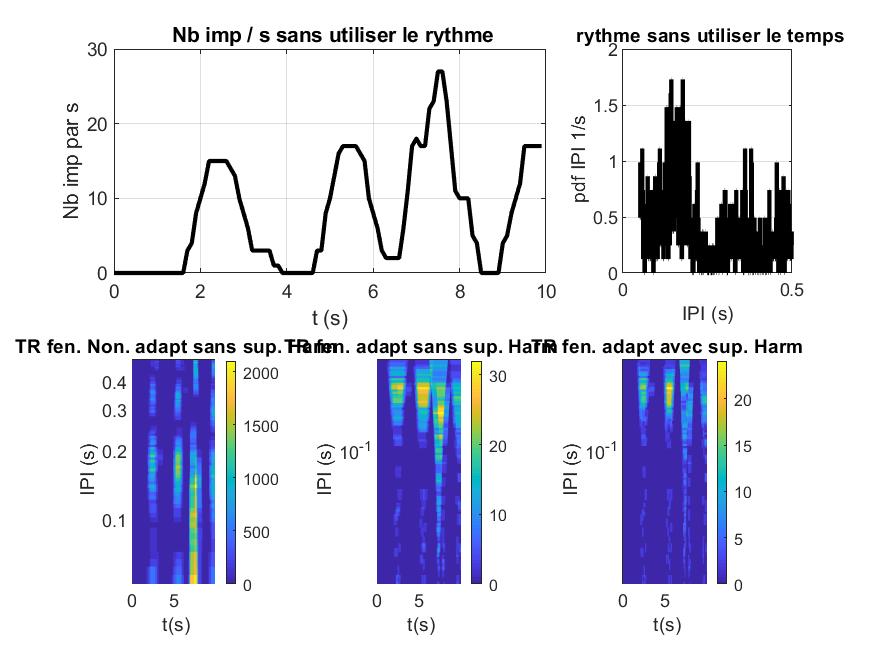 Nb imp / s sans utiliser le rythme
30
20
10
0
0 2 4 6 8 10
Nb imp par s
t (s)
rythme sans utiliser le temps
2
1.5
1
0.5
0
0 0.5
pdf IPI 1/s
IPI (s)
TR fen. Non. adapt sans sup. Harm
0.4
0.3
0.2
0.1
IPI (s)
0 5
t(s)
2000
1500
1000
500
0
TR fen. adapt sans sup. Harm
10-1
IPI (s)
0 5
t(s)
30
20
10
0
TR fen. adapt avec sup. Harm
10-1
IPI (s)
0 5
t(s)
20
15
10
5
0